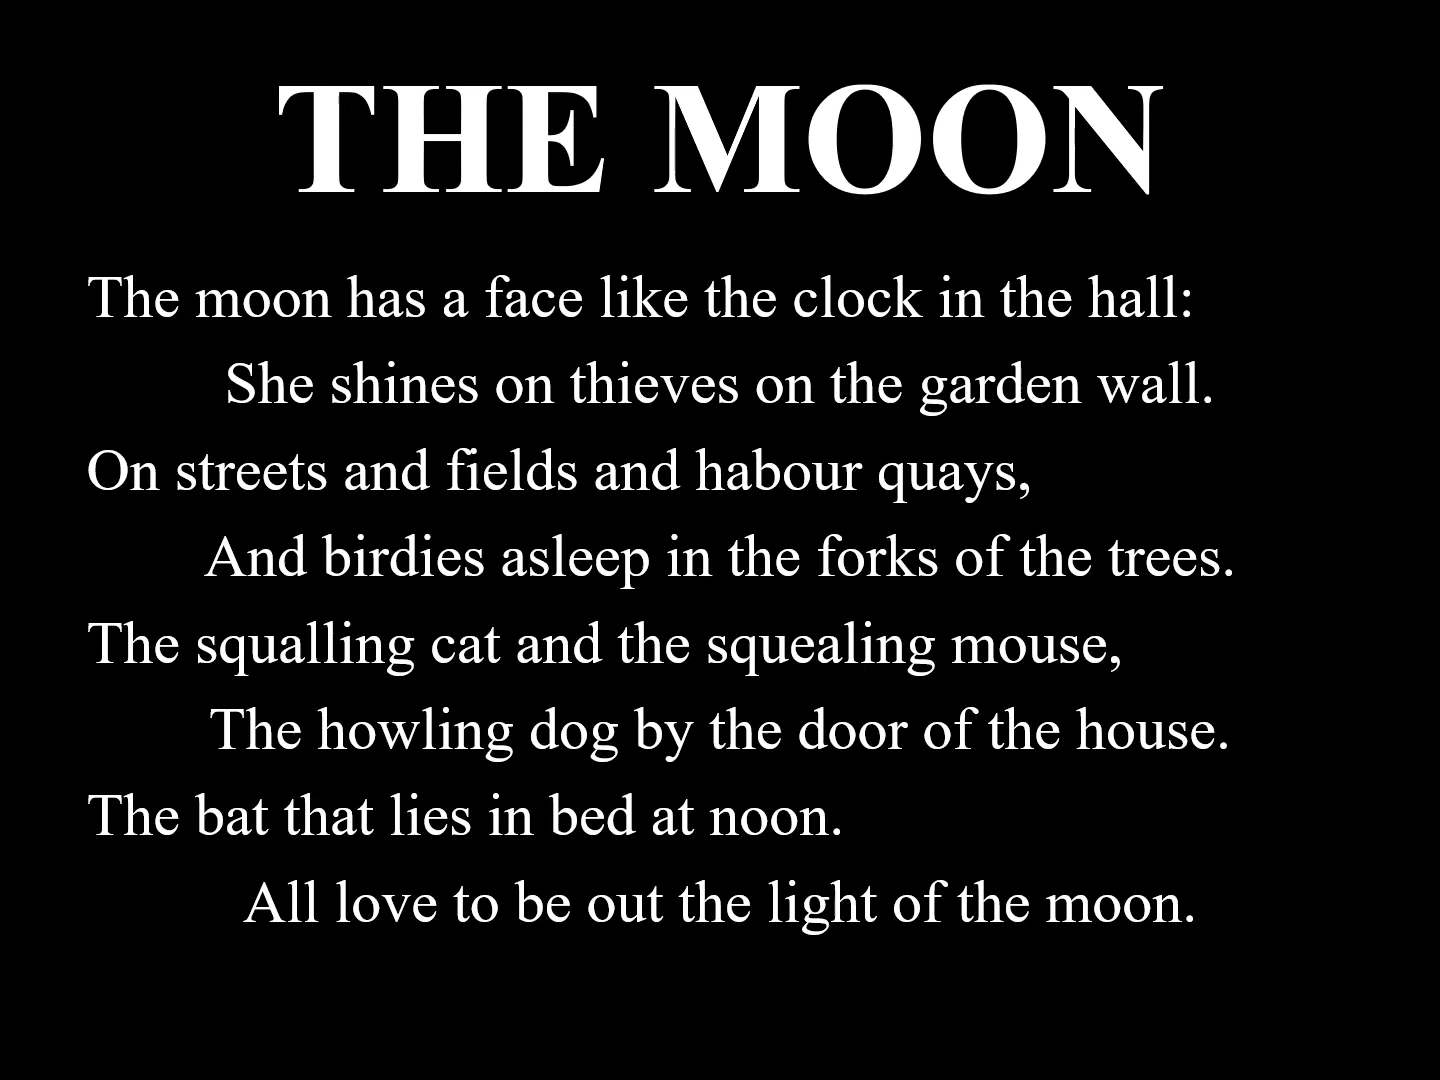 THE MOON
The moon has a face like the clock in the hall:
She shines on thieves on the garden wall.
On streets and fields and habour quays,
And birdies asleep in the forks of the trees.
The squalling cat and the squealing mouse,
The howling dog by the door of the house.
The bat that lies in bed at noon.
All love to be out the light of the moon.